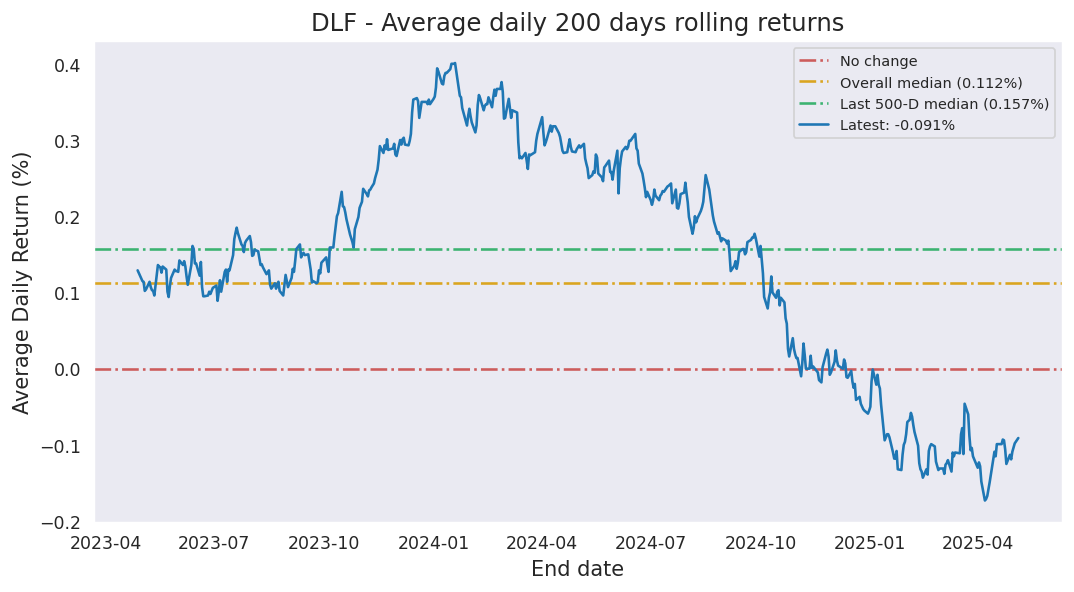 DLF - Average daily 200 days rolling returns
No change
Overall median (0.112%)
Last 500-D median (0.157%)
Latest: -0.091%
Average Daily Return (%)
0.4
0.3
0.2
0.1
0.0
−0.1
−0.2
2023-04 2023-07 2023-10 2024-01 2024-04 2024-07 2024-10 2025-01 2025-04
End date